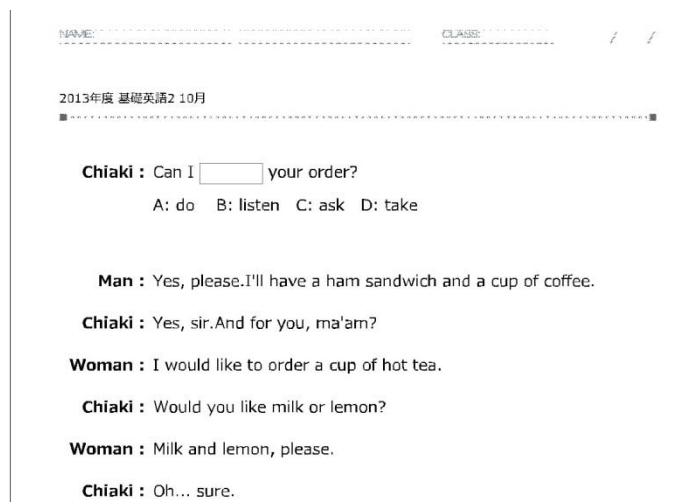 NAME: CLASS: / /
2013年度 基礎英語2 10月
Chiaki : Can I your order?
A: do B: listen C: ask D: take
Man : Yes, please.I'll have a ham sandwich and a cup of coffee.
Chiaki : Yes, sir.And for you, ma'am?
Woman : I would like to order a cup of hot tea.
Chiaki : Would you like milk or lemon?
Woman : Milk and lemon, please.
Chiaki : Oh... sure.